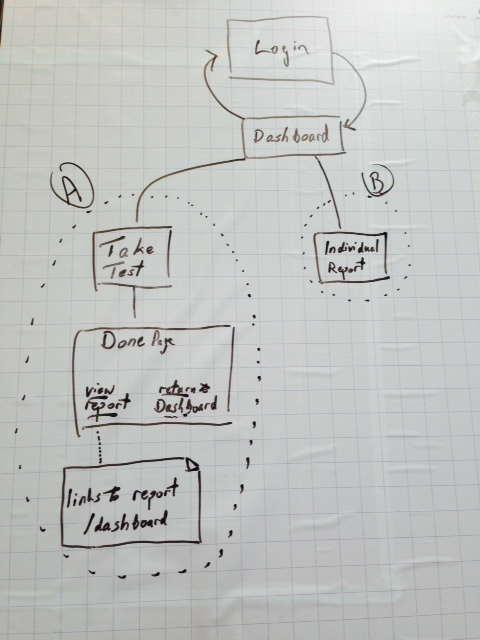 Login
Dashboard
A
B
Take
Test
Individual
Report
Done Page
view
report
return to
Dashboard
links to report
/dashboard